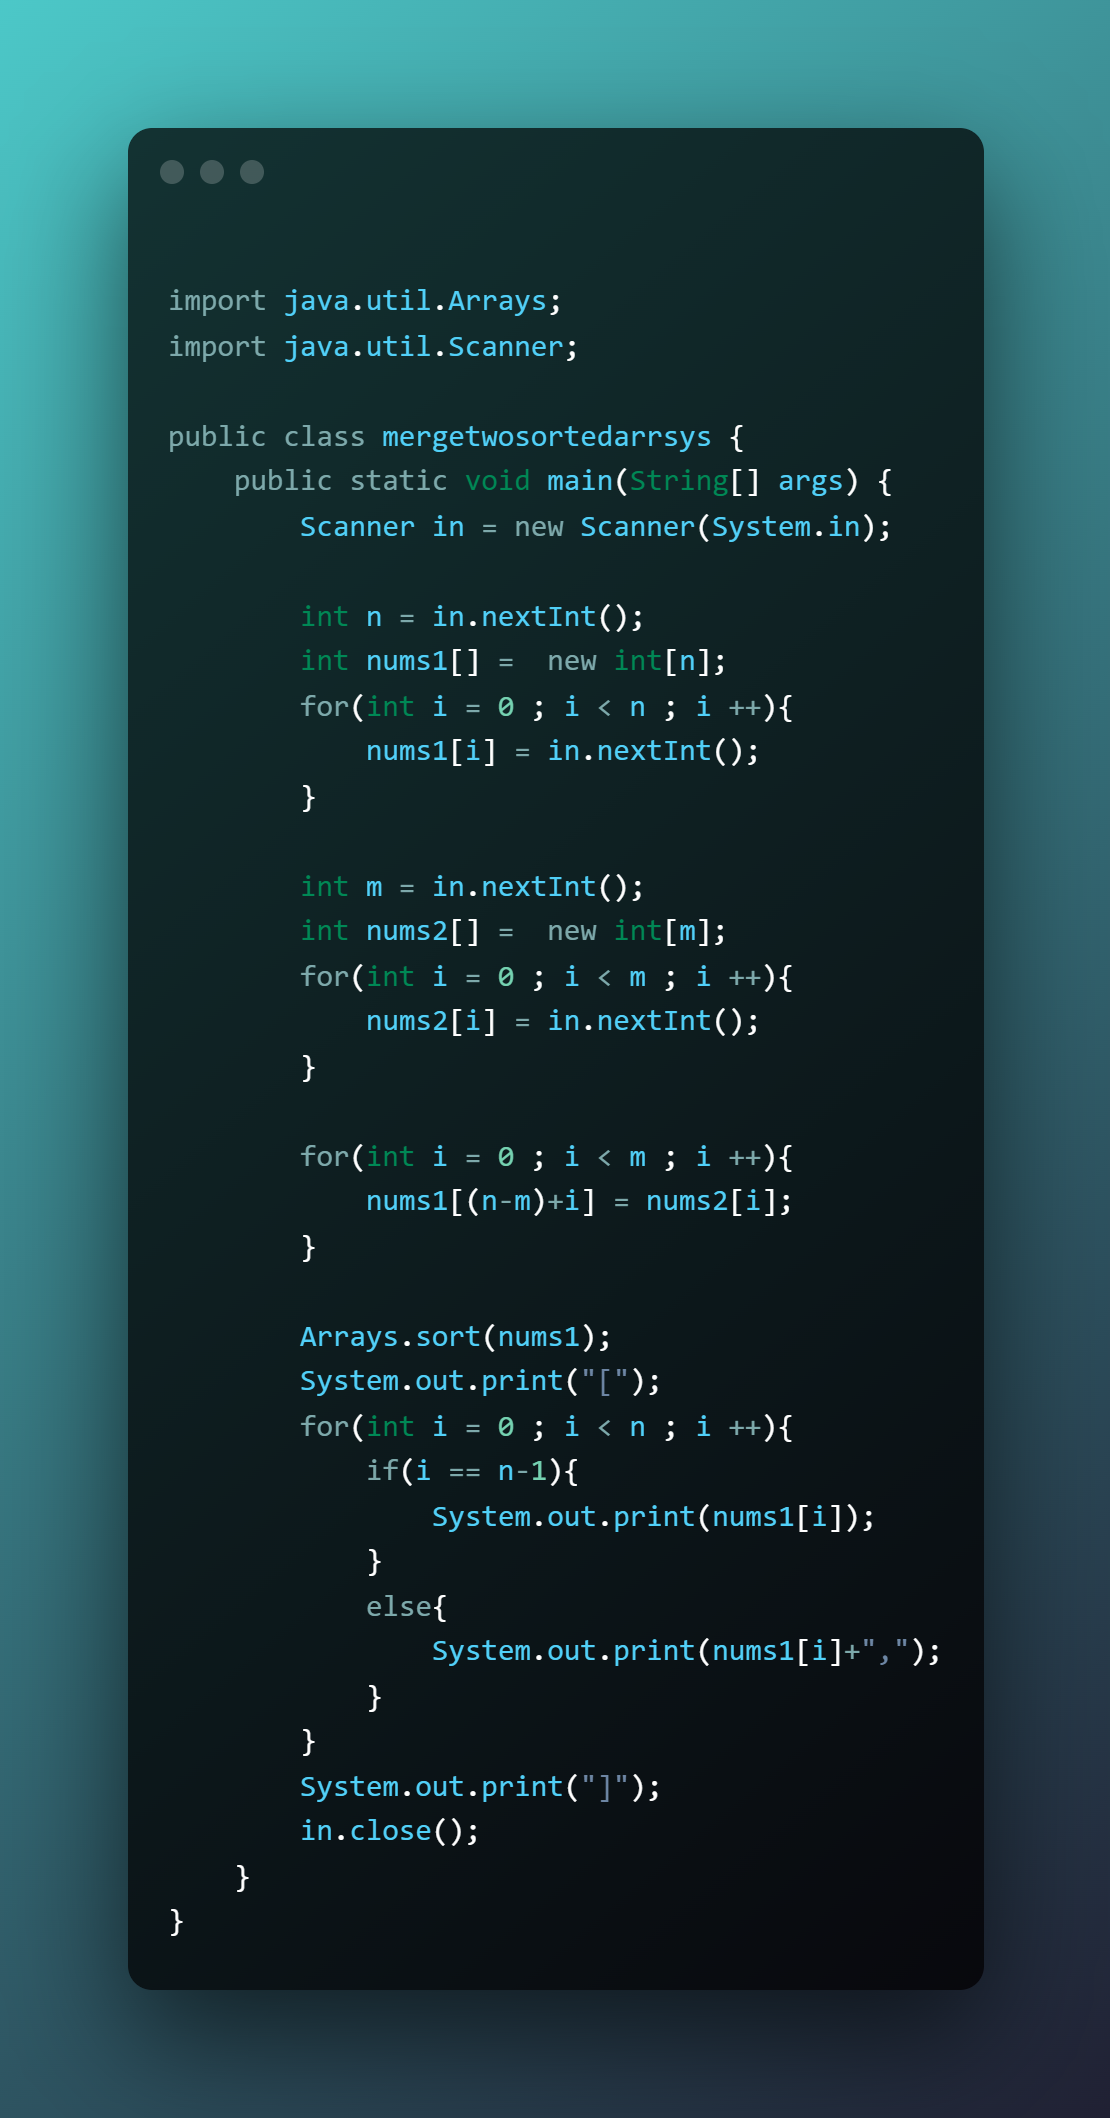 import java.util.Arrays;
import java.util.Scanner;

public class mergetwosortedarrsys {
    public static void main(String[] args) {
        Scanner in = new Scanner(System.in);

        int n = in.nextInt();
        int nums1[] =  new int[n];
        for(int i = 0 ; i < n ; i ++){
            nums1[i] = in.nextInt();
        }

        int m = in.nextInt();
        int nums2[] =  new int[m];
        for(int i = 0 ; i < m ; i ++){
            nums2[i] = in.nextInt();
        }

        for(int i = 0 ; i < m ; i ++){
            nums1[(n-m)+i] = nums2[i];
        }

        Arrays.sort(nums1);
        System.out.print("[");
        for(int i = 0 ; i < n ; i ++){
            if(i == n-1){
                System.out.print(nums1[i]);
            }
            else{
                System.out.print(nums1[i]+",");
            }
        }
        System.out.print("]");
        in.close();
    }
}